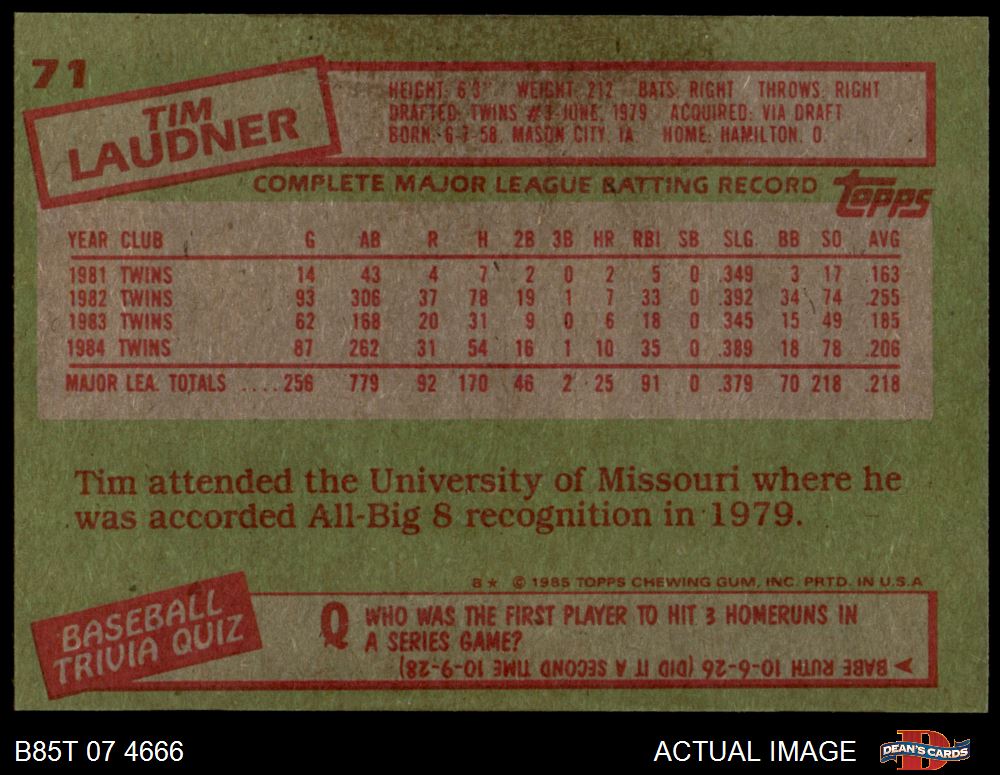 71
TIM
LAUDNER
HEIGHT: 6'3" WEIGHT: 212 BATS: RIGHT THROWS: RIGHT
DRAFTED: TWINS #3-JUNE, 1979 ACQUIRED: VIA DRAFT
BORN: 6-7-58, MASON CITY, IA HOME: HAMILTON, O.
COMPLETE MAJOR LEAGUE BATTING RECORD
topps
YEAR CLUB G AB R H 2B 3B HR RBI SB SLG BB SO AVG
1981 TWINS 14 43 4 7 2 0 2 5 0 .349 3 17 .163
1982 TWINS 93 306 37 78 19 1 7 33 0 .392 34 74 .255
1983 TWINS 62 168 20 31 9 0 6 18 0 .345 15 49 .185
1984 TWINS 87 262 31 54 16 1 10 35 0 .389 18 78 .206
MAJOR LEA. TOTALS ..... 256 779 92 170 46 2 25 91 0 .379 70 218 .218
Tim attended the University of Missouri where he
was accorded All-Big 8 recognition in 1979.
8★ © 1985 TOPPS CHEWING GUM, INC. PRTD. IN U.S.A
BASEBALL
TRIVIA QUIZ
Q WHO WAS THE FIRST PLAYER TO HIT 3 HOMERUNS IN
A SERIES GAME?
BABE RUTH 10-6-26 (DID IT A SECOND TIME 10-9-28)
B85T 07 4666
ACTUAL IMAGE
D
DEAN'S CARDS